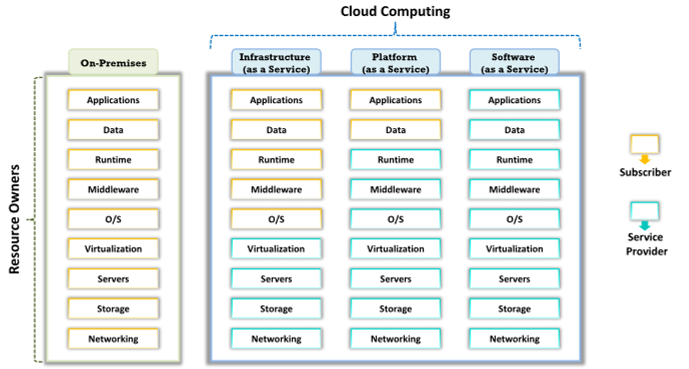 Cloud Computing
On-Premises
Infrastructure
(as a Service)
Platform
(as a Service)
Software
(as a Service)
Resource Owners
Applications
Data
Runtime
Middleware
O/S
Virtualization
Servers
Storage
Networking
Applications
Data
Runtime
Middleware
O/S
Virtualization
Servers
Storage
Networking
Applications
Data
Runtime
Middleware
O/S
Virtualization
Servers
Storage
Networking
Applications
Data
Runtime
Middleware
O/S
Virtualization
Servers
Storage
Networking
Subscriber
Service
Provider